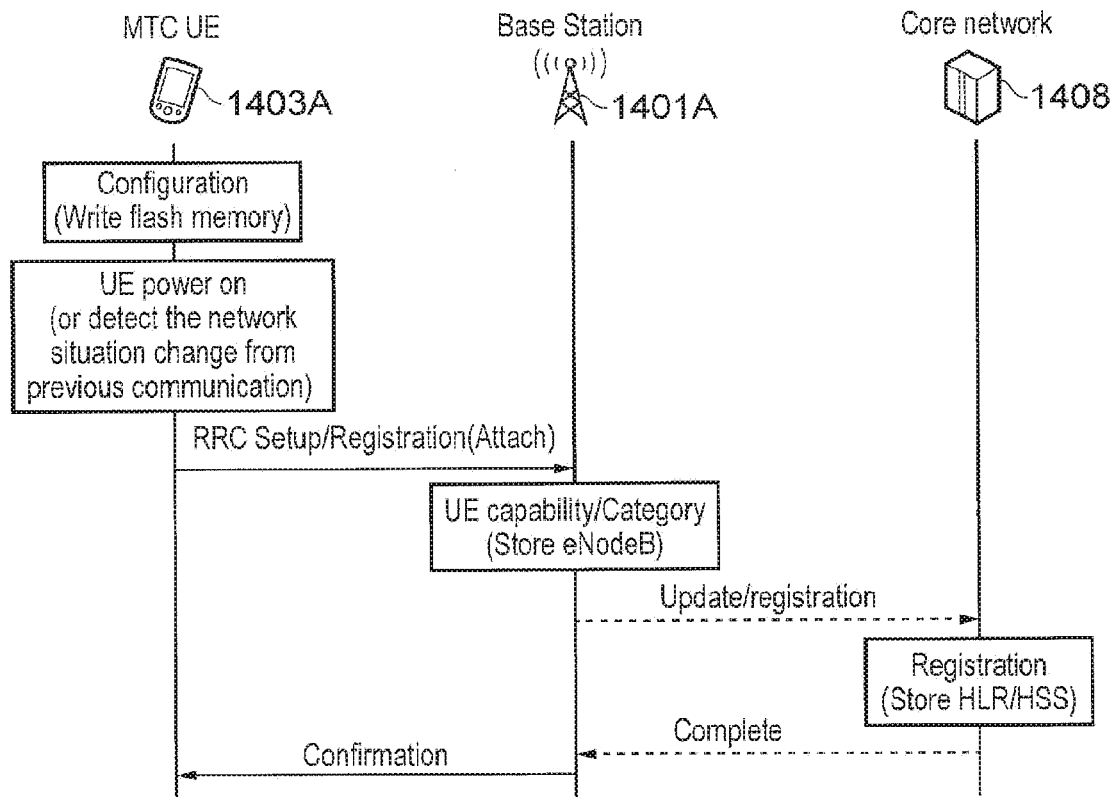 MTC UE
Base Station
Core network
1403A
1401A
1408
Configuration
(Write flash memory)
UE power on
(or detect the network
situation change from
previous communication)
RRC Setup/Registration(Attach)
UE capability/Category
(Store eNodeB)
Update/registration
Registration
(Store HLR/HSS)
Complete
Confirmation